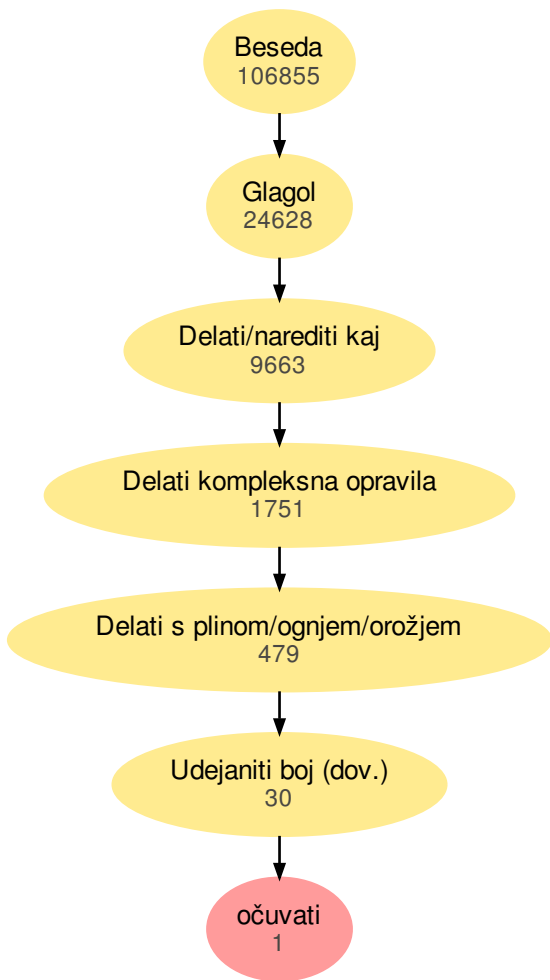 Beseda
106855
Glagol
24628
Delati/narediti kaj
9663
Delati kompleksna opravila
1751
Delati s plinom/ognjem/orožjem
479
Udejaniti boj (dov.)
30
očuvati
1